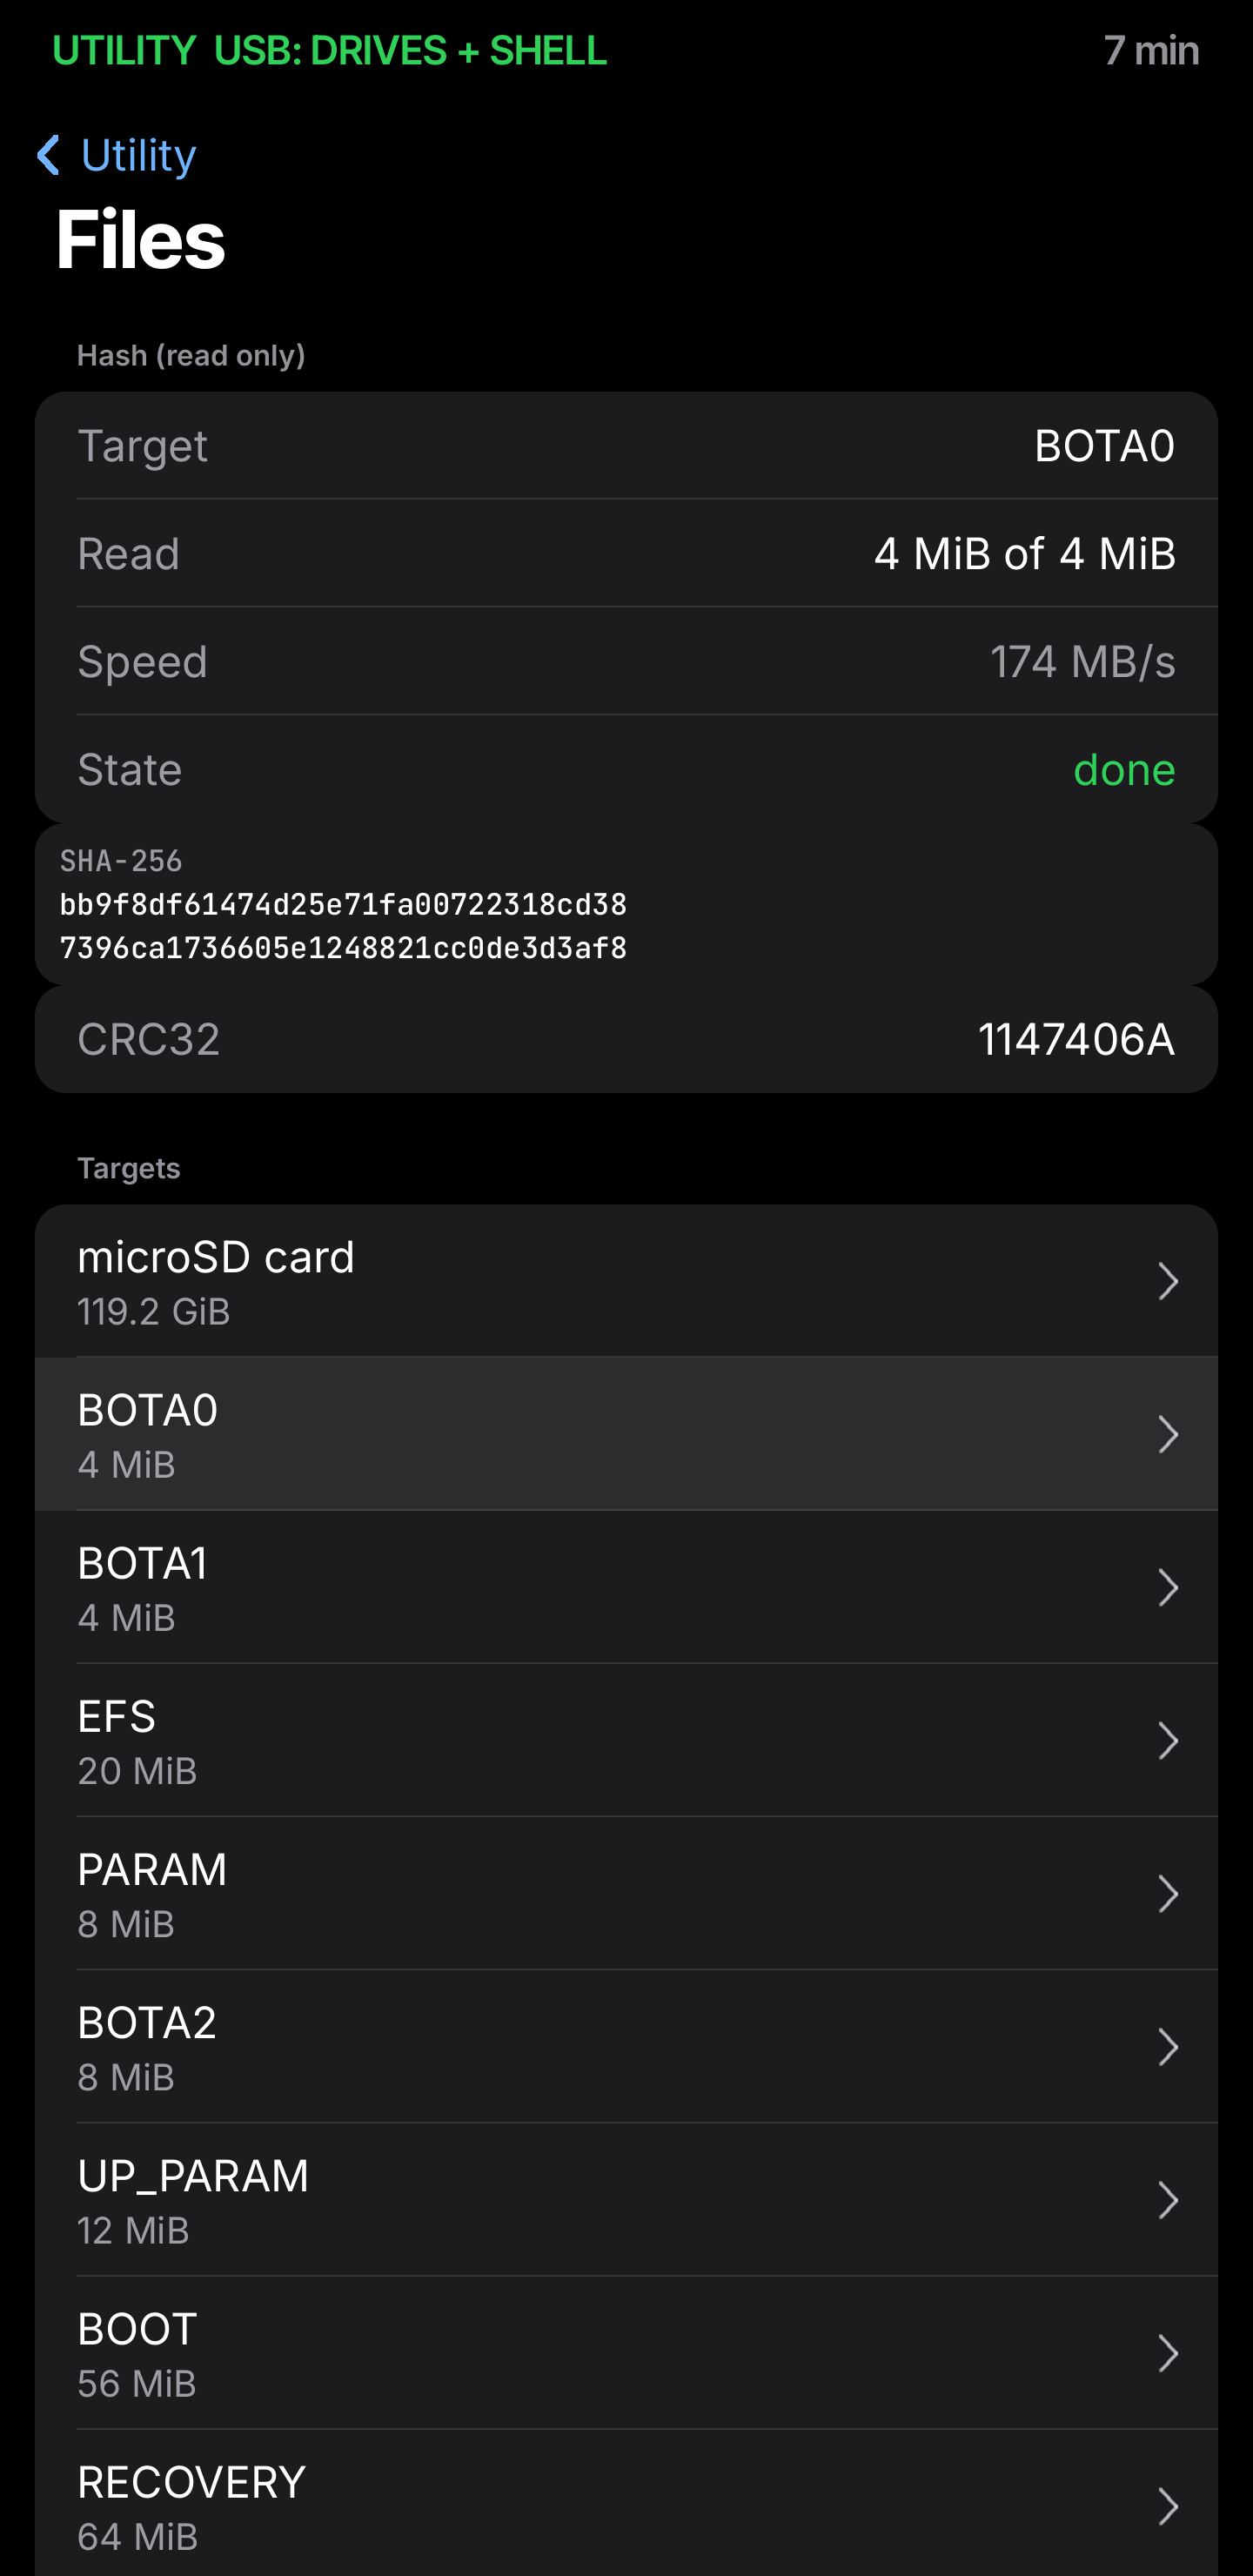 UTILITY USB: DRIVES + SHELL 7 min
Utility
Files
Hash (read only)
Target BOTA0
Read 4 MiB of 4 MiB
Speed 174 MB/s
State done
SHA-256
bb9f8df61474d25e71fa00722318cd38
7396ca1736605e1248821cc0de3d3af8
CRC32 1147406A
Targets
microSD card
119.2 GiB
BOTA0
4 MiB
BOTA1
4 MiB
EFS
20 MiB
PARAM
8 MiB
BOTA2
8 MiB
UP_PARAM
12 MiB
BOOT
56 MiB
RECOVERY
64 MiB